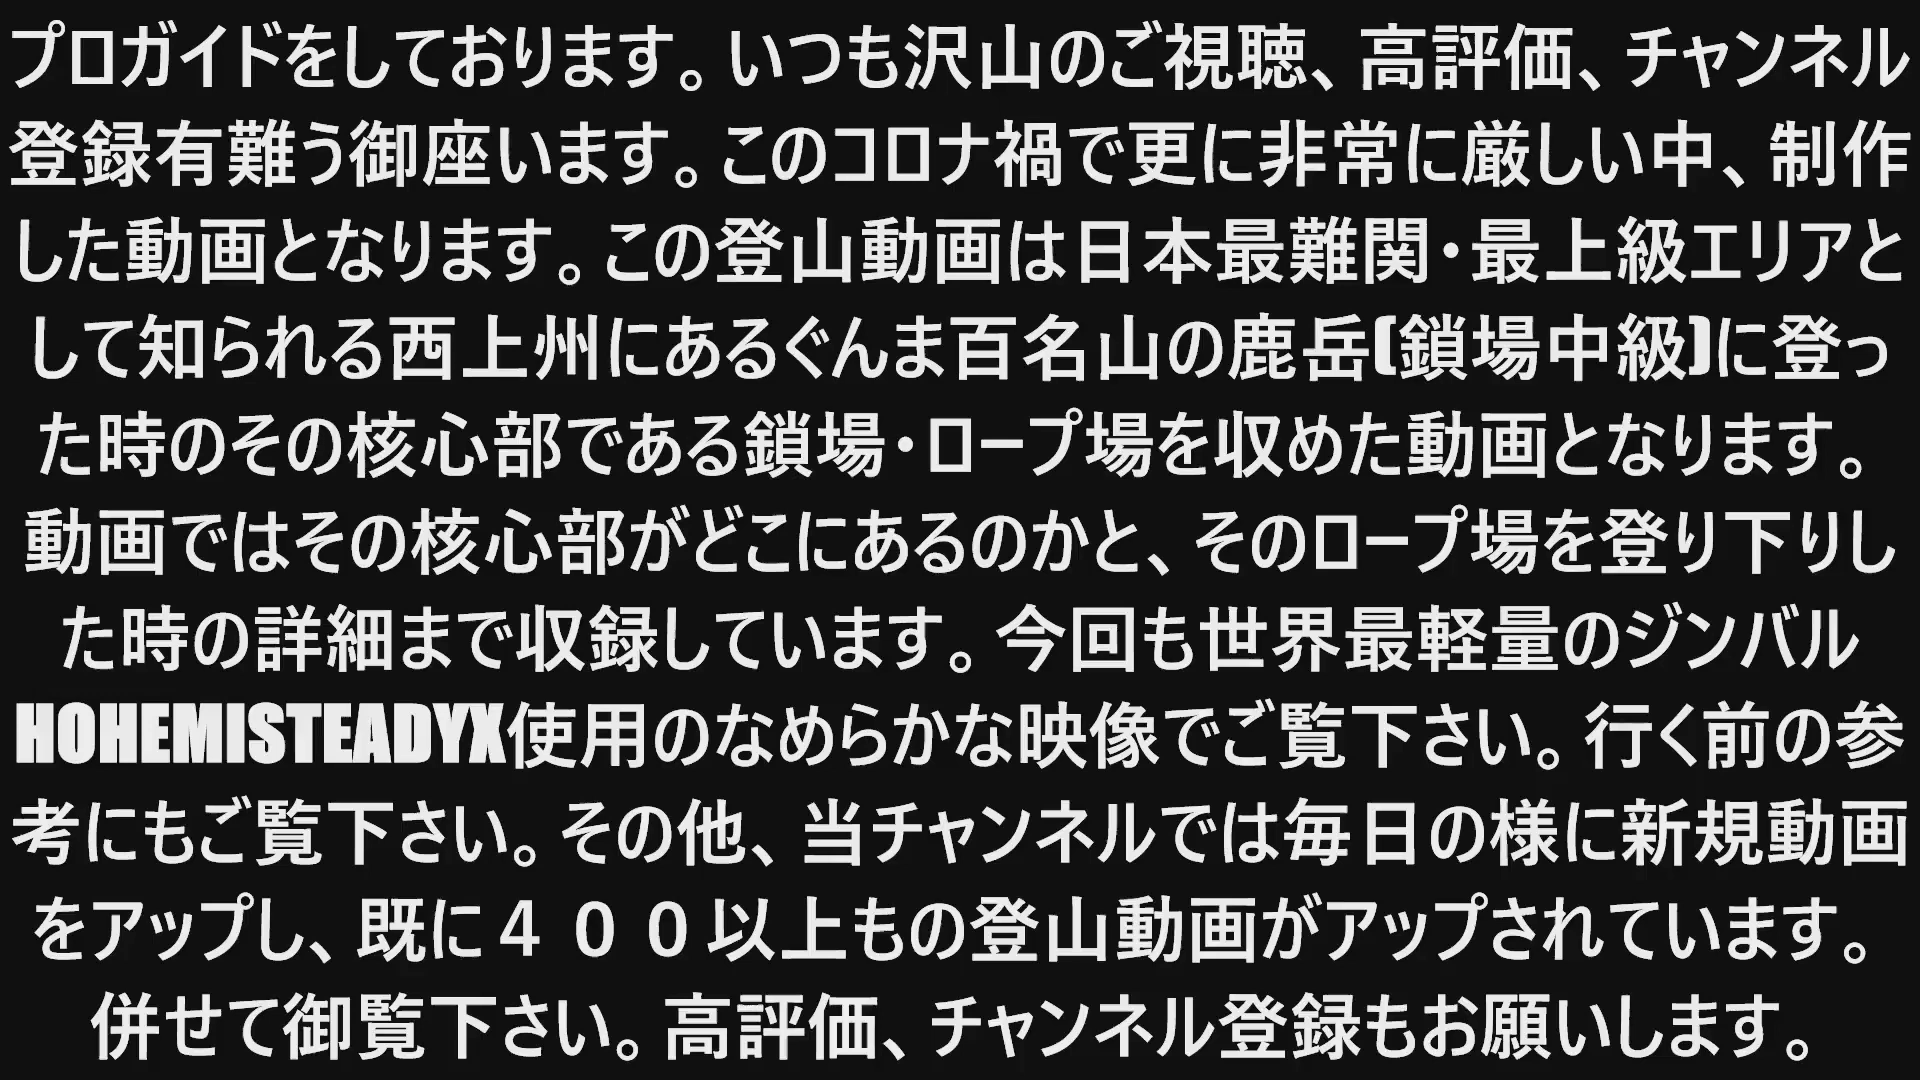 プロガイドをしております。いつも沢山のご視聴、高評価、チャンネル
登録有難う御座います。このコロナ禍で更に非常に厳しい中、制作
した動画となります。この登山動画は日本最難関・最上級エリアと
して知られる西上州にあるぐんま百名山の鹿岳(鎖場中級)に登っ
た時のその核心部である鎖場・ロープ場を収めた動画となります。
動画ではその核心部がどこにあるのかと、そのロープ場を登り下りし
た時の詳細まで収録しています。今回も世界最軽量のジンバル
HOHEMISTEADYX使用のなめらかな映像でご覧下さい。行く前の参
考にもご覧下さい。その他、当チャンネルでは毎日の様に新規動画
をアップし、既に４００以上もの登山動画がアップされています。
併せて御覧下さい。高評価、チャンネル登録もお願いします。